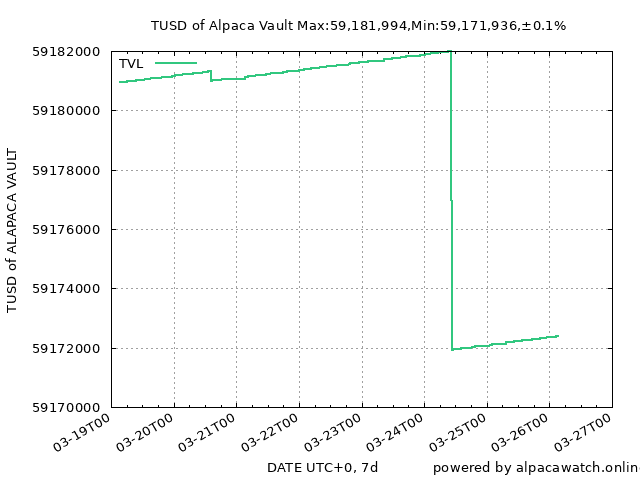 TUSD of Alpaca Vault Max:59,181,994,Min:59,171,936,±0.1%
TVL
59182000
59180000
59178000
59176000
59174000
59172000
59170000
TUSD of ALAPACA VAULT
03-19T00
03-20T00
03-21T00
03-22T00
03-23T00
03-24T00
03-25T00
03-26T00
03-27T00
DATE UTC+0, 7d
powered by alpacawatch.onlin